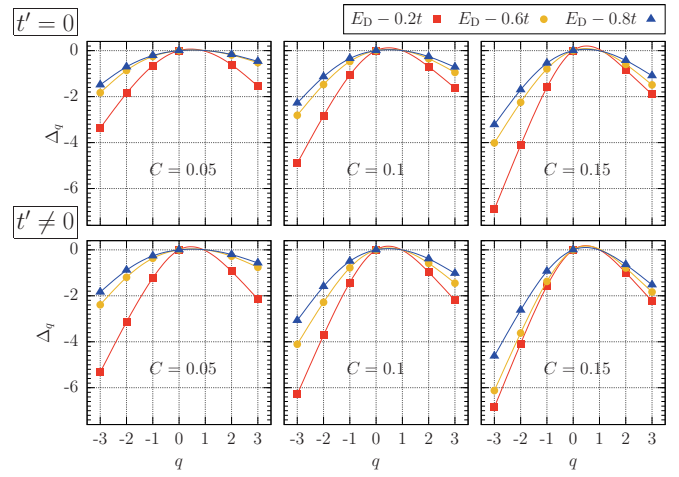 t′ = 0
E_D − 0.2t E_D − 0.6t E_D − 0.8t
0
-2
-4
-6
Δ_q
C = 0.05
C = 0.1
C = 0.15
t′ ≠ 0
0
-2
-4
-6
Δ_q
C = 0.05
C = 0.1
C = 0.15
-3 -2 -1 0 1 2 3
-3 -2 -1 0 1 2 3
-3 -2 -1 0 1 2 3
q
q
q